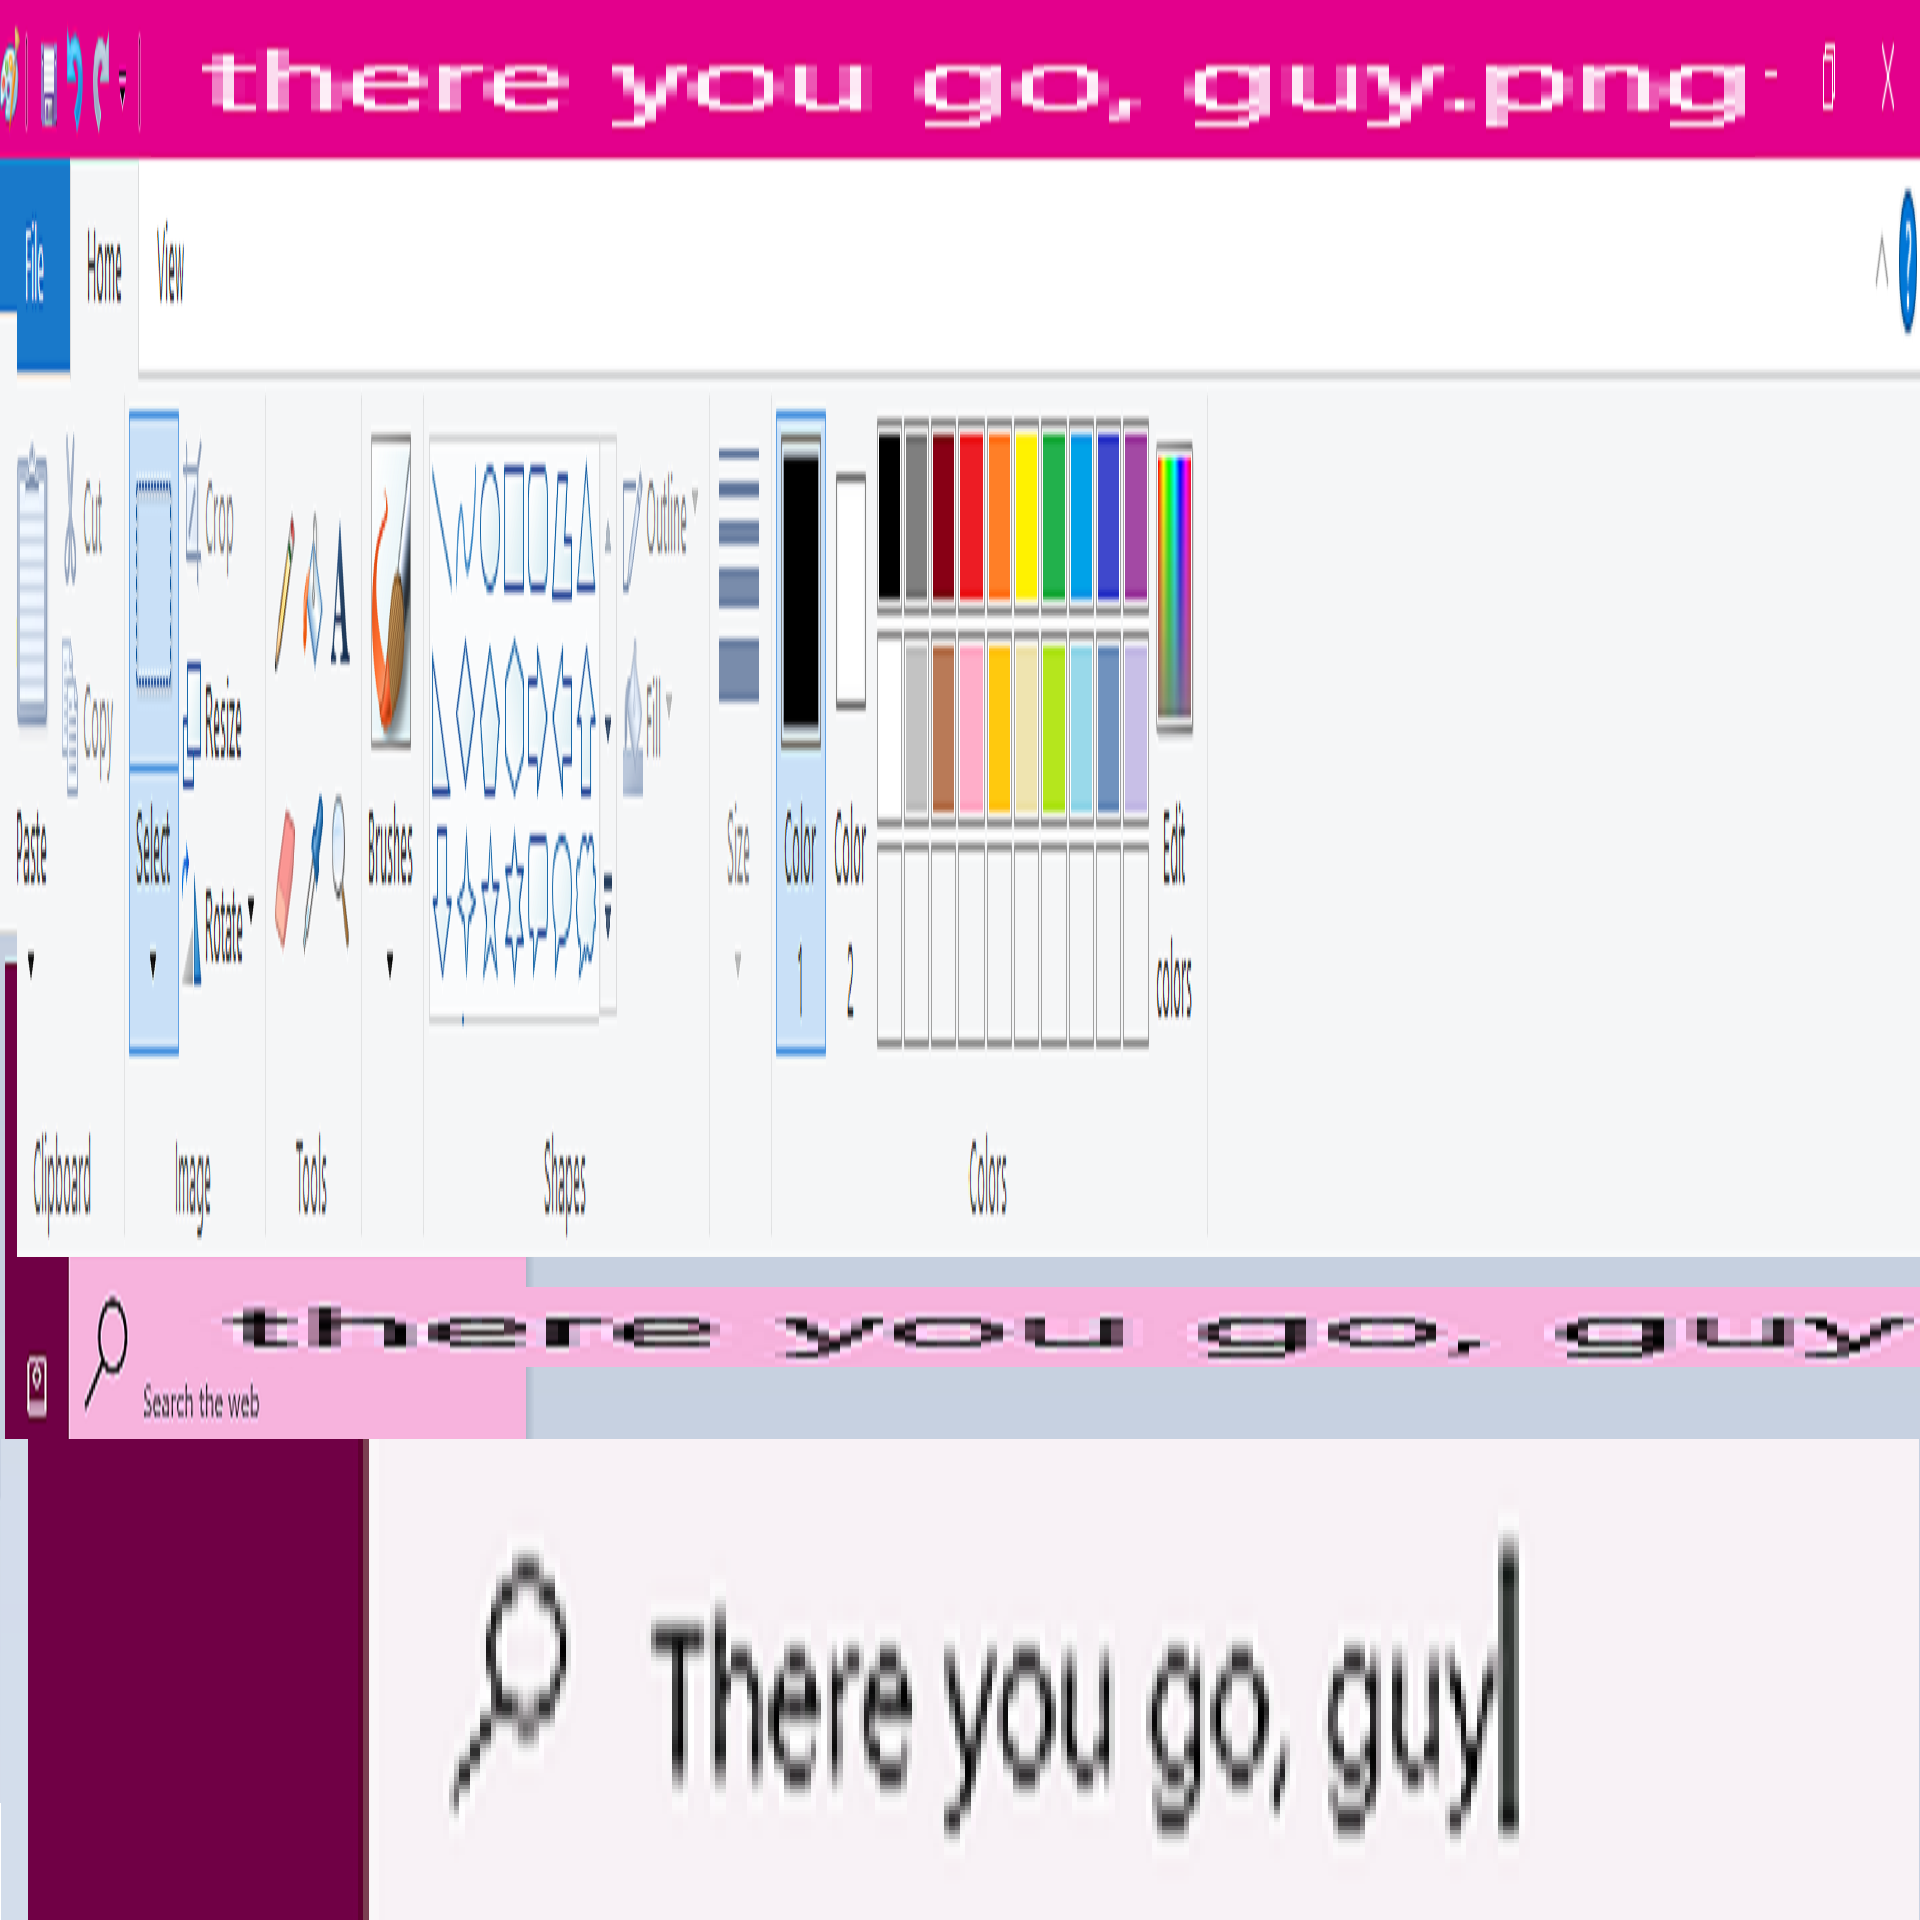 there you go, guy.png
File Home View
Cut Crop Outline
Copy Resize Fill
Paste Select Rotate Brushes Size Color 1 Color 2 Edit colors
Clipboard Image Tools Shapes Colors
there you go, guy
Search the web
There you go, guy